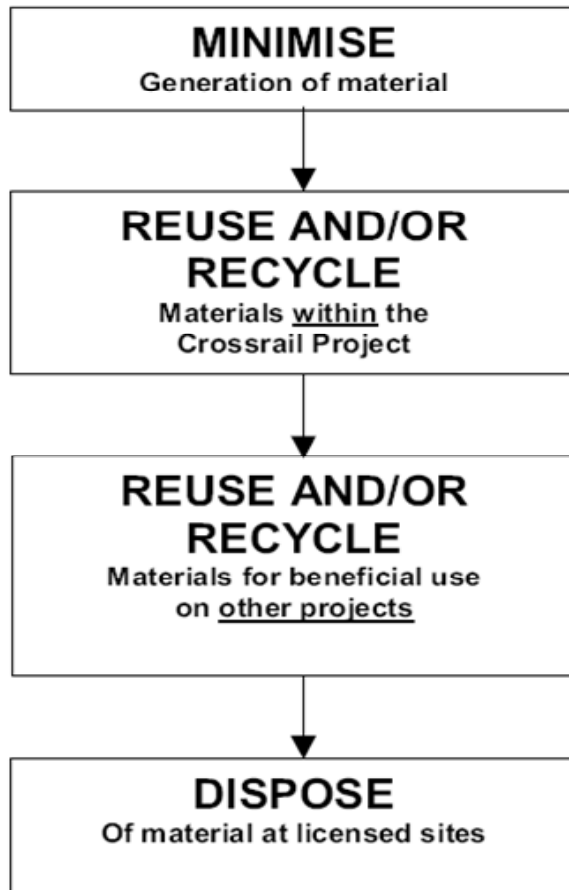 MINIMISE
Generation of material
REUSE AND/OR
RECYCLE
Materials within the
Crossrail Project
REUSE AND/OR
RECYCLE
Materials for beneficial use
on other projects
DISPOSE
Of material at licensed sites